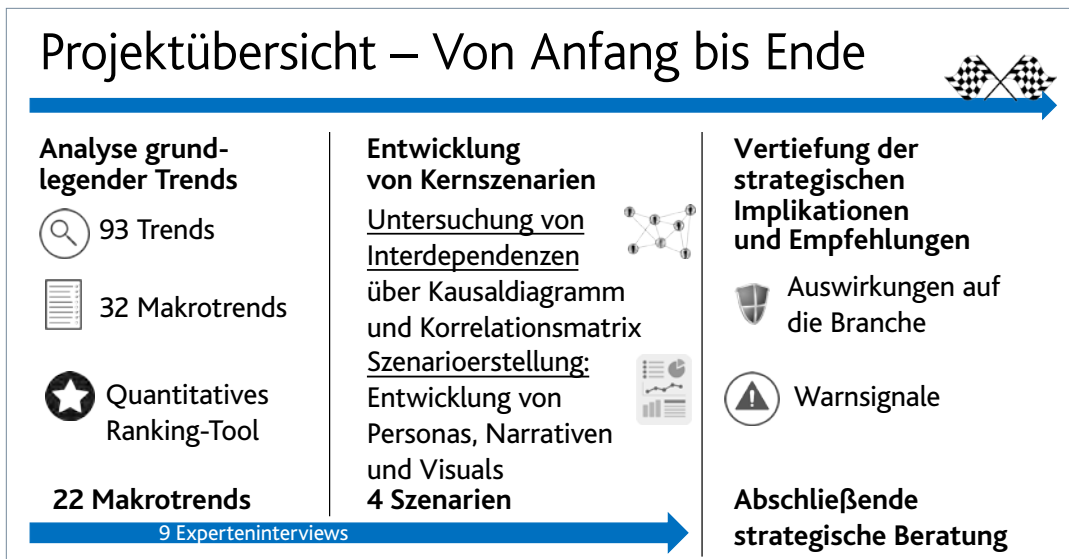 Projektübersicht – Von Anfang bis Ende
Analyse grund-
legender Trends
93 Trends
32 Makrotrends
Quantitatives
Ranking-Tool
22 Makrotrends
Entwicklung
von Kernszenarien
Untersuchung von
Interdependenzen
über Kausaldiagramm
und Korrelationsmatrix
Szenarioerstellung:
Entwicklung von
Personas, Narrativen
und Visuals
4 Szenarien
9 Experteninterviews
Vertiefung der
strategischen
Implikationen
und Empfehlungen
Auswirkungen auf
die Branche
Warnsignale
Abschließende
strategische Beratung